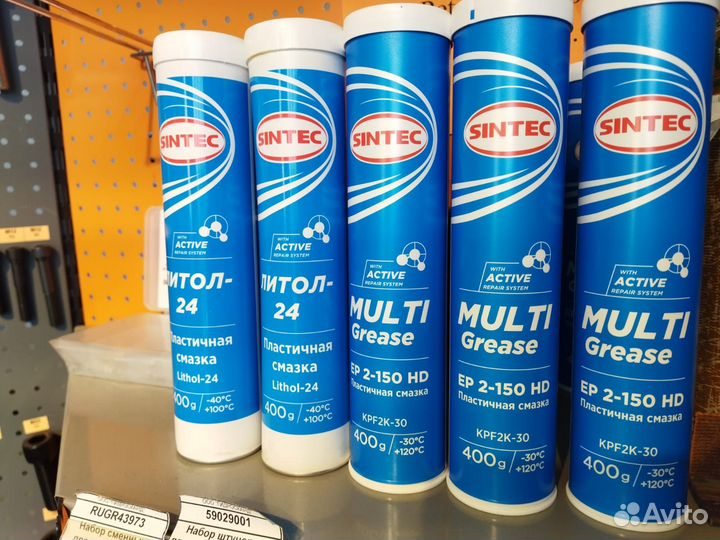 SINTEC
WITH
ACTIVE
REPAIR SYSTEM
ЛИТОЛ-
24
Пластичная
смазка
Lithol-24
400g
-40°C
+100°C
SINTEC
WITH
ACTIVE
REPAIR SYSTEM
ЛИТОЛ-
24
Пластичная
смазка
Lithol-24
400g
-40°C
+100°C
SINTEC
WITH
ACTIVE
REPAIR SYSTEM
MULTI
Grease
EP 2-150 HD
Пластичная смазка
KPF2K-30
400g
-30°C
+120°C
SINTEC
WITH
ACTIVE
REPAIR SYSTEM
MULTI
Grease
EP 2-150 HD
Пластичная смазка
KPF2K-30
400g
-30°C
+120°C
SINTEC
WITH
ACTIVE
REPAIR SYSTEM
MULTI
Grease
EP 2-150 HD
Пластичная смазка
KPF2K-30
400g
-30°C
+120°C
RUGR43973
Набор сменны
59029001
Набор штуце
Avito